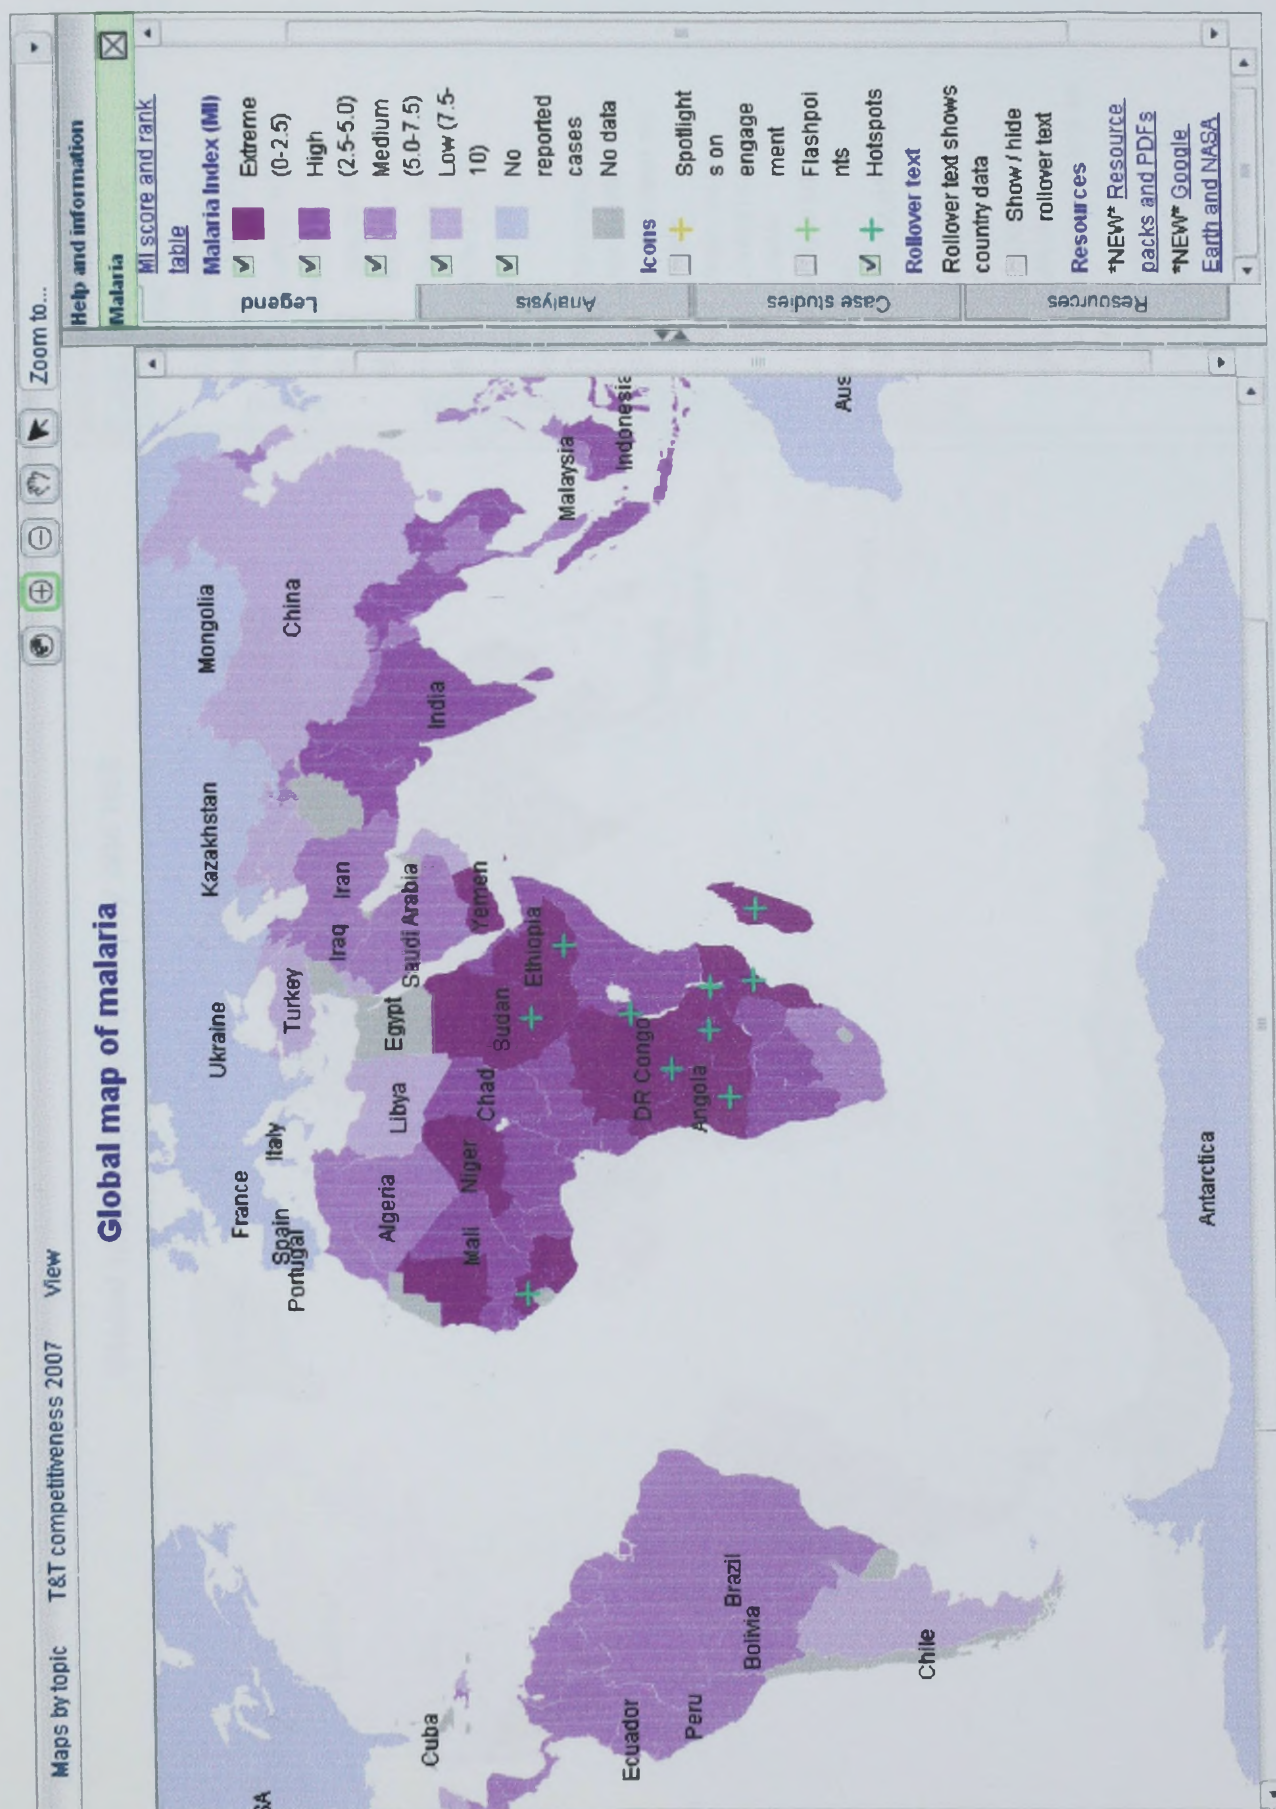 Maps by topic
T&T competitiveness 2007
View
Zoom to...
Global map of malaria
Help and information
Malaria
Legend
Analysis
Case studies
Resources
MI score and rank
table
Malaria Index (MI)
Extreme
(0-2.5)
High
(2.5-5.0)
Medium
(5.0-7.5)
Low (7.5-
10)
No
reported
cases
No data
Icons
Spotlight
s on
engage
ment
Flashpoi
nts
Hotspots
Rollover text
Rollover text shows
country data
Show / hide
rollover text
Resources
*NEW* Resource
packs and PDFs
*NEW* Google
Earth and NASA
Ukraine
Kazakhstan
Mongolia
France
Italy
Spain
Portugal
Turkey
China
Iraq
Iran
Algeria
Libya
Egypt
Saudi Arabia
Cuba
Mali
Niger
Chad
Sudan
Yemen
Ethiopia
India
Malaysia
Indonesia
Ecuador
DR Congo
Peru
Angola
Brazil
Bolivia
Aus
Chile
Antarctica
SA